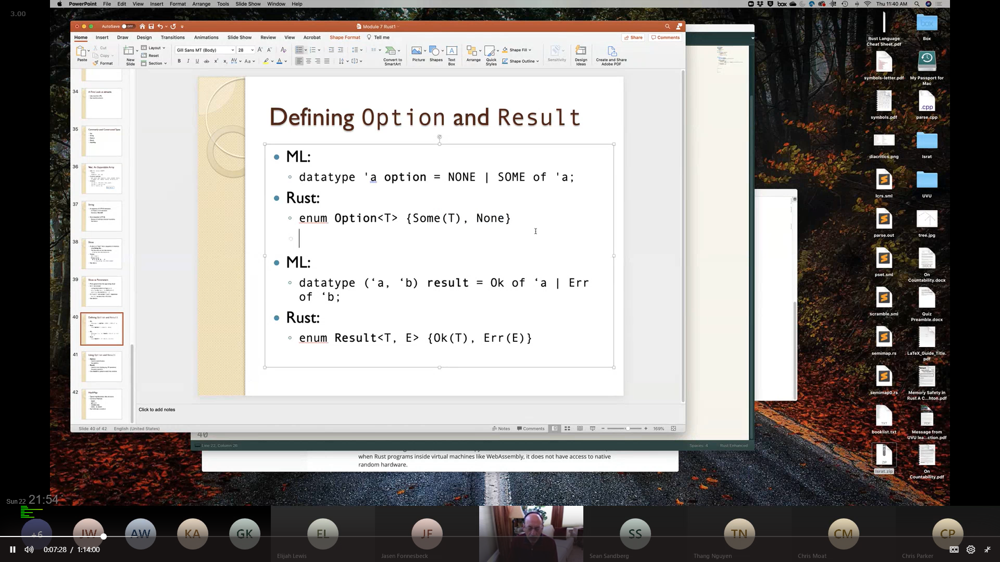 3.00
PowerPoint File Edit View Insert Format Arrange Tools Slide Show Window Help
box
Thu 11:40 AM
AutoSave OFF
Module 7 Rust1
Home Insert Draw Design Transitions Animations Slide Show Review View Acrobat Shape Format Tell me
Share Comments
Paste
Cut
Copy
Format
New Slide
Layout
Reset
Section
Gill Sans MT (Body) 28
Convert to SmartArt
Picture
Shapes
Text Box
Arrange
Quick Styles
Shape Fill
Shape Outline
Sensitivity
Design Ideas
Create and Share Adobe PDF
34
A First Look at structs
35
Commonly-used Constructed Types
36
Vec: An Expandable Array
37
String
38
Slices
39
Slices as Parameters
40
Defining Option and Result
41
Using Option and Result
42
HashMap
Defining Option and Result
ML:
datatype 'a option = NONE | SOME of 'a;
Rust:
enum Option<T> {Some(T), None}
ML:
datatype (‘a, ‘b) result = Ok of ‘a | Err
of ‘b;
Rust:
enum Result<T, E> {Ok(T), Err(E)}
Click to add notes
Slide 40 of 42 English (United States)
Notes Comments 169%
40
Line 22, Column 26
Spaces: 4 Rust Enhanced
when Rust programs inside virtual machines like WebAssembly, it does not have access to native
random hardware.
Rust Language Cheat Sheet.pdf
box
Box
symbols-letter.pdf
My Passport for Mac
symbols.pdf
.cpp
parse.cpp
diacritics.png
Israt
lcrs.sml
UVU
parse.out
tree.jpg
pset.sml
DOCX
On Countability.docx
scramble.sml
Quiz Preamble.docx
semimap.rs
LaTeX_Guide_Title.pdf
semimap0.rs
Memory Safety in Rust A C...hton.pdf
TXT
booklist.txt
PDF
Message from UVU lea...ction.pdf
ZIP
Israt.zip
On Countability.pdf
Sun 22 21:54
+6
JW
AW
KA
GK
EL
Elijah Lewis
JF
Jasen Fonnesbeck
SS
Sean Sandberg
TN
Thang Nguyen
CM
Chris Moat
CP
Chris Parker
0:07:28 / 1:14:00
CC